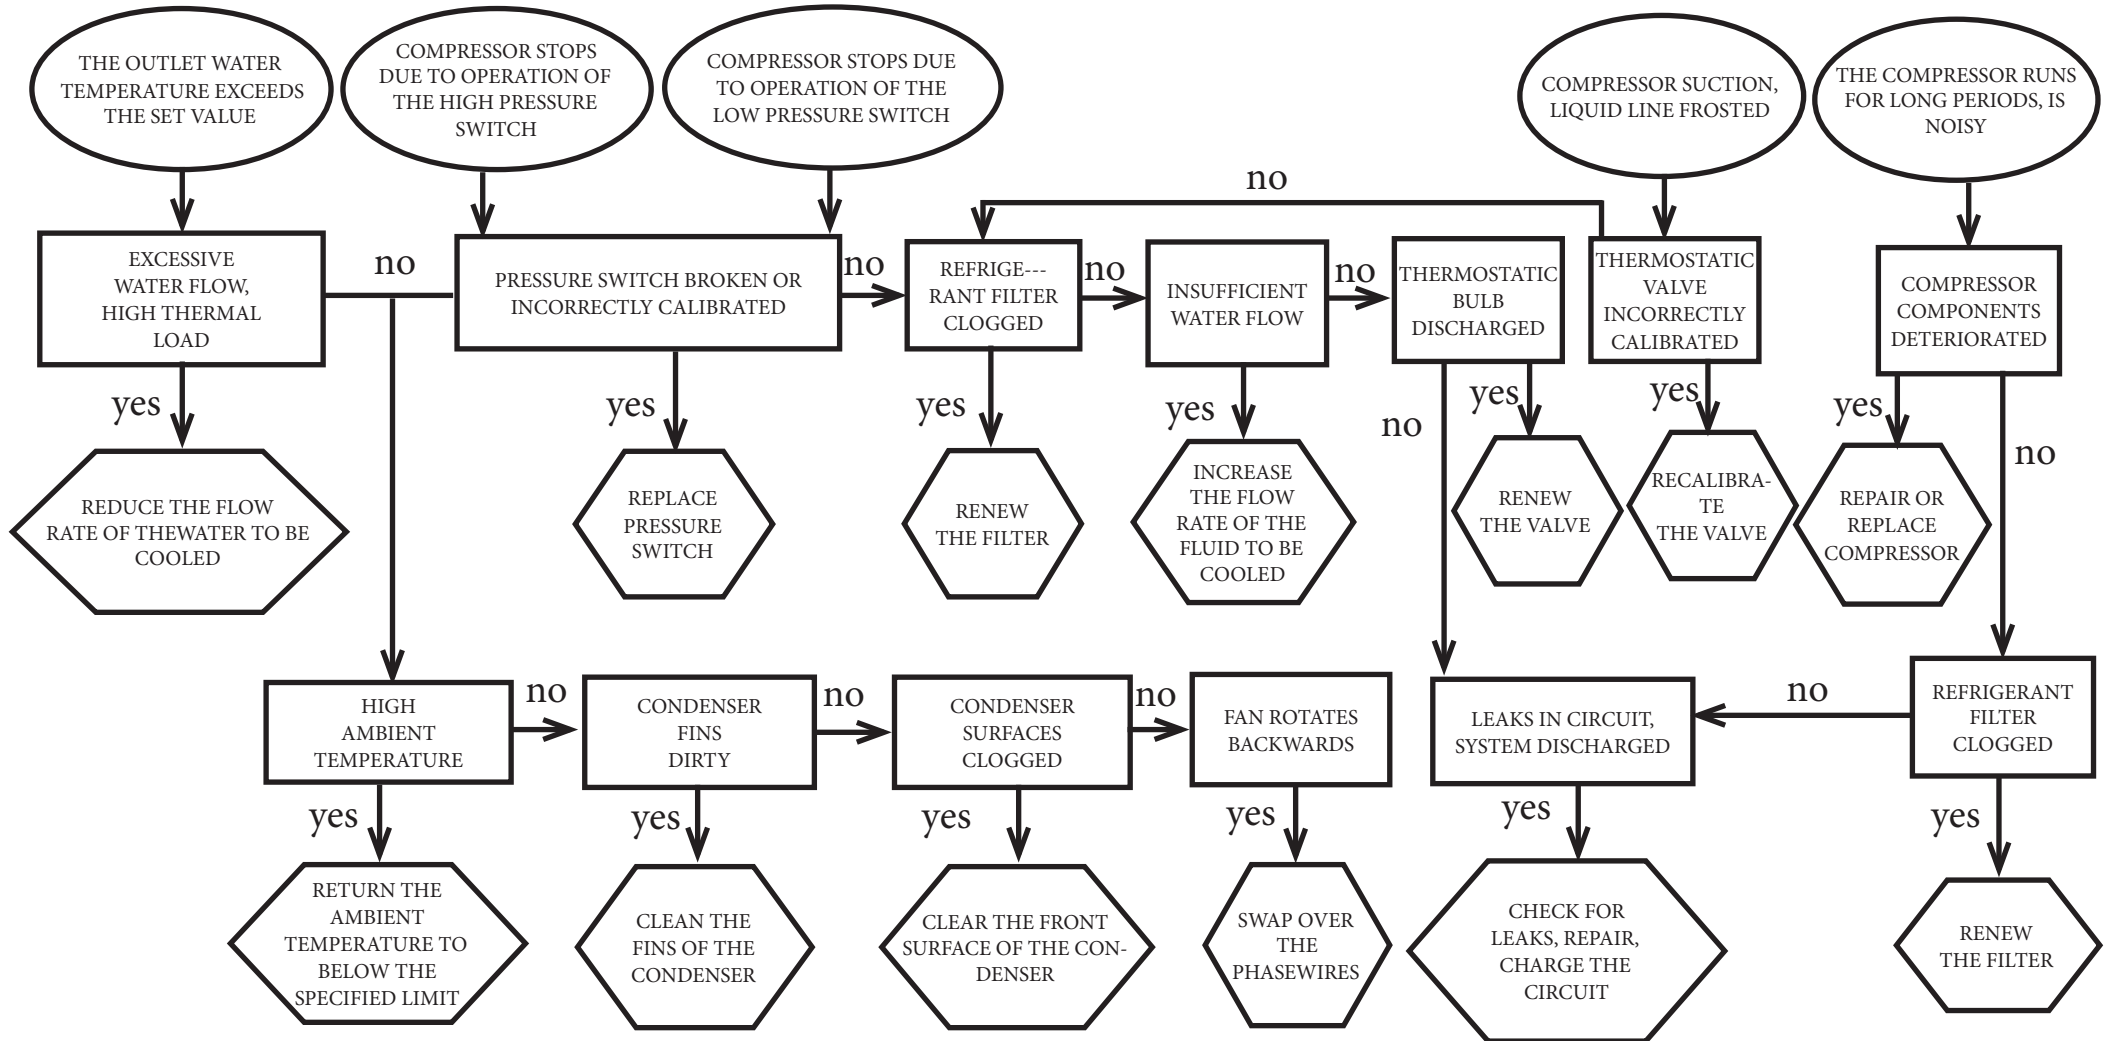 THE OUTLET WATER
TEMPERATURE EXCEEDS
THE SET VALUE
COMPRESSOR STOPS
DUE TO OPERATION OF
THE HIGH PRESSURE
SWITCH
COMPRESSOR STOPS DUE
TO OPERATION OF THE
LOW PRESSURE SWITCH
COMPRESSOR SUCTION,
LIQUID LINE FROSTED
THE COMPRESSOR RUNS
FOR LONG PERIODS, IS
NOISY
no
EXCESSIVE
WATER FLOW,
HIGH THERMAL
LOAD
no
PRESSURE SWITCH BROKEN OR
INCORRECTLY CALIBRATED
no
REFRIGE---
RANT FILTER
CLOGGED
no
INSUFFICIENT
WATER FLOW
no
THERMOSTATIC
BULB
DISCHARGED
THERMOSTATIC
VALVE
INCORRECTLY
CALIBRATED
COMPRESSOR
COMPONENTS
DETERIORATED
yes
yes
yes
yes
no
yes
yes
yes
no
REDUCE THE FLOW
RATE OF THEWATER TO BE
COOLED
REPLACE
PRESSURE
SWITCH
RENEW
THE FILTER
INCREASE
THE FLOW
RATE OF THE
FLUID TO BE
COOLED
RENEW
THE VALVE
RECALIBRA-
TE
THE VALVE
REPAIR OR
REPLACE
COMPRESSOR
HIGH
AMBIENT
TEMPERATURE
no
CONDENSER
FINS
DIRTY
no
CONDENSER
SURFACES
CLOGGED
no
FAN ROTATES
BACKWARDS
LEAKS IN CIRCUIT,
SYSTEM DISCHARGED
no
REFRIGERANT
FILTER
CLOGGED
yes
yes
yes
yes
yes
yes
RETURN THE
AMBIENT
TEMPERATURE TO
BELOW THE
SPECIFIED LIMIT
CLEAN THE
FINS OF THE
CONDENSER
CLEAR THE FRONT
SURFACE OF THE CON-
DENSER
SWAP OVER
THE
PHASEWIRES
CHECK FOR
LEAKS, REPAIR,
CHARGE THE
CIRCUIT
RENEW
THE FILTER